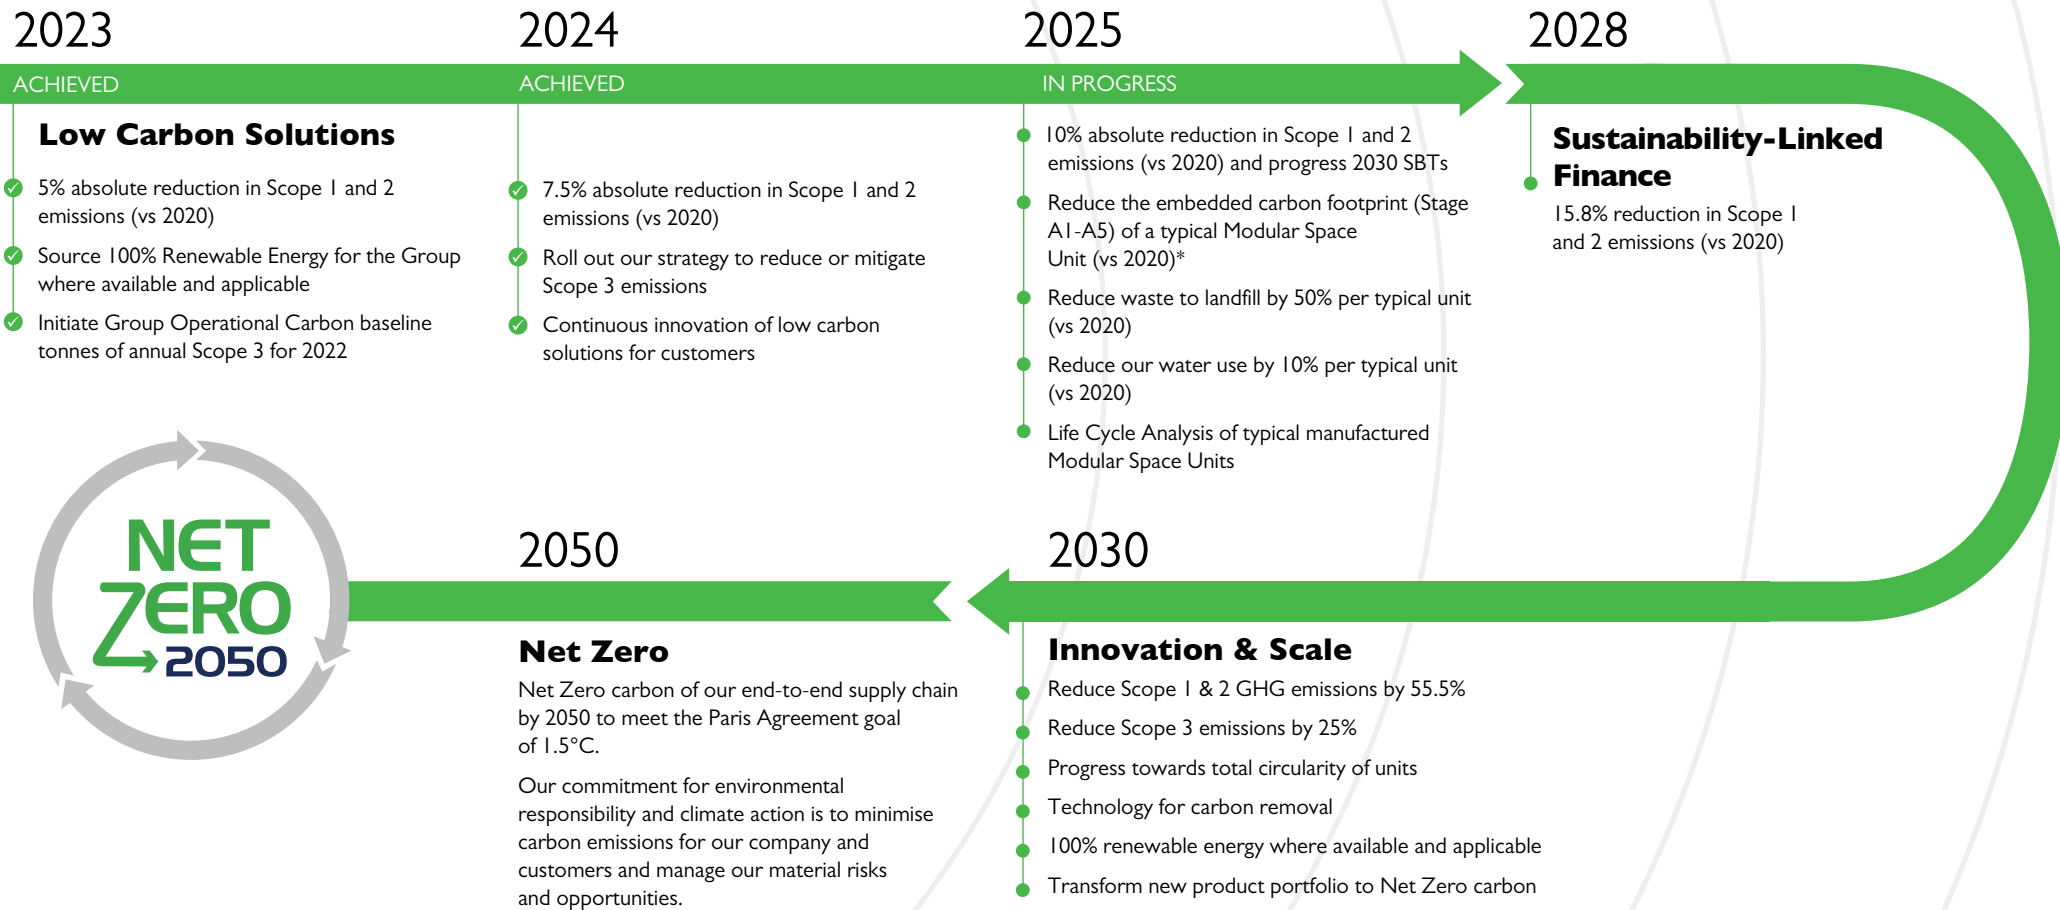 2023
ACHIEVED
Low Carbon Solutions
5% absolute reduction in Scope 1 and 2
emissions (vs 2020)
Source 100% Renewable Energy for the Group
where available and applicable
Initiate Group Operational Carbon baseline
tonnes of annual Scope 3 for 2022
2024
ACHIEVED
7.5% absolute reduction in Scope 1 and 2
emissions (vs 2020)
Roll out our strategy to reduce or mitigate
Scope 3 emissions
Continuous innovation of low carbon
solutions for customers
2025
IN PROGRESS
10% absolute reduction in Scope 1 and 2
emissions (vs 2020) and progress 2030 SBTs
Reduce the embedded carbon footprint (Stage
A1-A5) of a typical Modular Space
Unit (vs 2020)*
Reduce waste to landfill by 50% per typical unit
(vs 2020)
Reduce our water use by 10% per typical unit
(vs 2020)
Life Cycle Analysis of typical manufactured
Modular Space Units
2028
Sustainability-Linked
Finance
15.8% reduction in Scope 1
and 2 emissions (vs 2020)
2030
Innovation & Scale
Reduce Scope 1 & 2 GHG emissions by 55.5%
Reduce Scope 3 emissions by 25%
Progress towards total circularity of units
Technology for carbon removal
100% renewable energy where available and applicable
Transform new product portfolio to Net Zero carbon
2050
Net Zero
Net Zero carbon of our end-to-end supply chain
by 2050 to meet the Paris Agreement goal
of 1.5°C.
Our commitment for environmental
responsibility and climate action is to minimise
carbon emissions for our company and
customers and manage our material risks
and opportunities.
NET
ZERO
2050